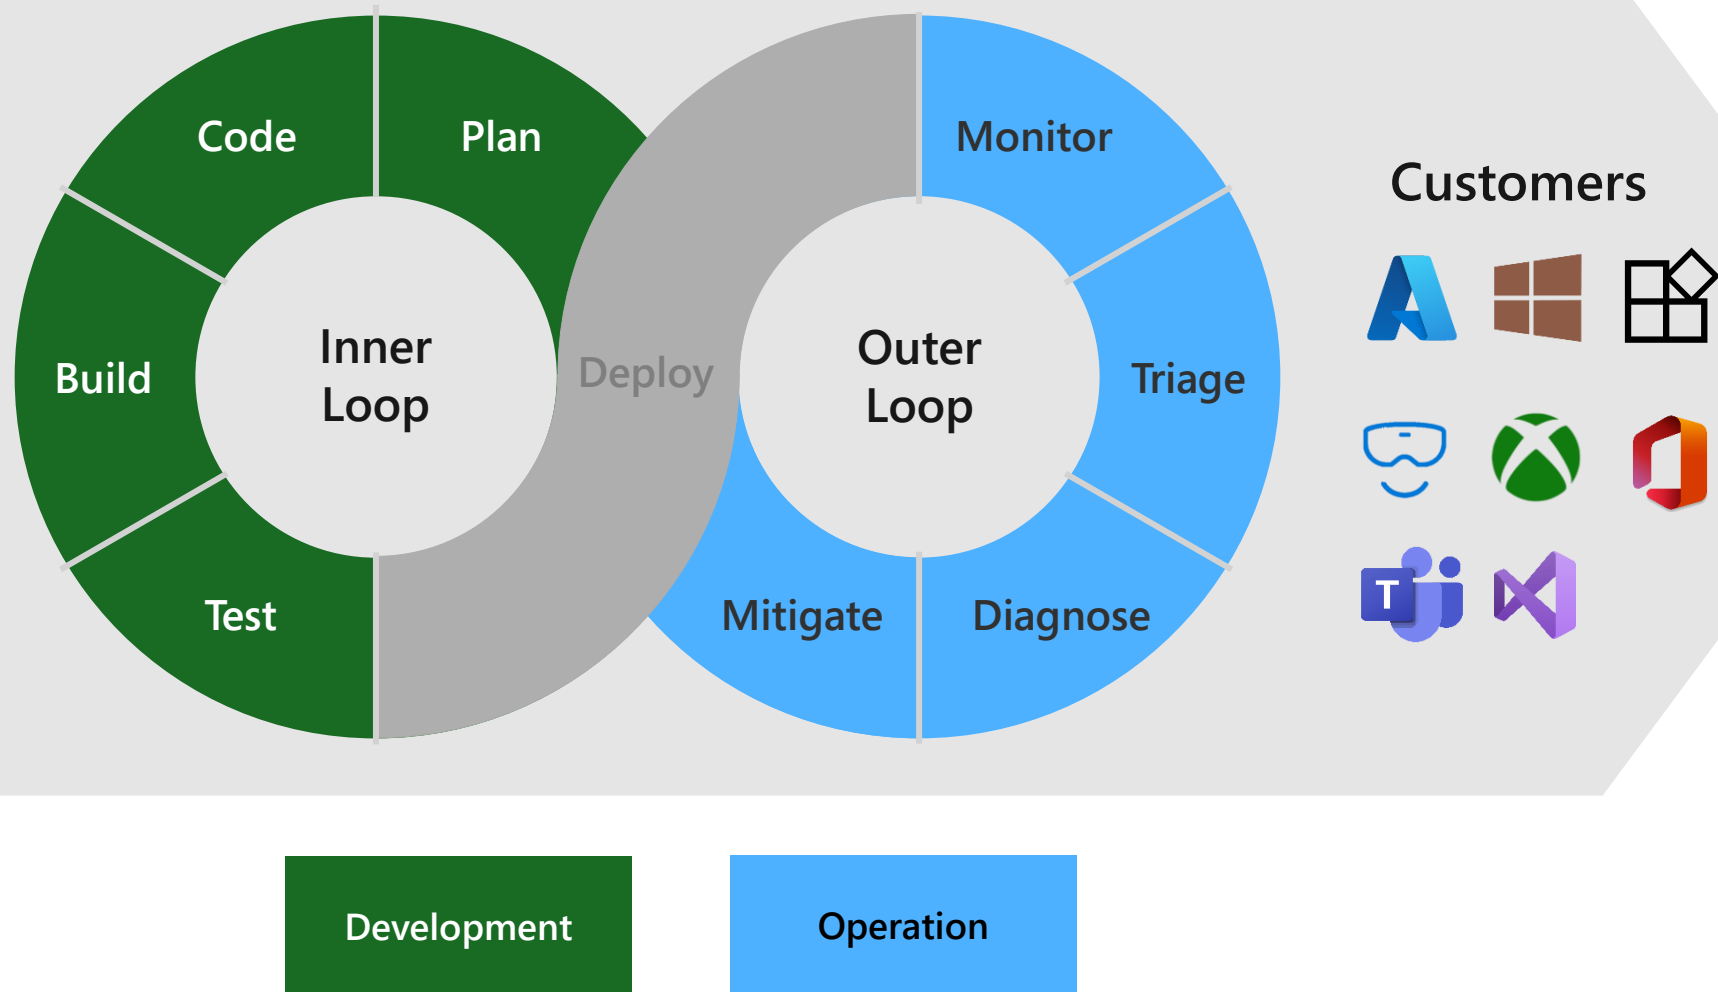 Code
Plan
Monitor
Customers
Build
Inner
Loop
Deploy
Outer
Loop
Triage
Test
Mitigate
Diagnose
T
Development
Operation